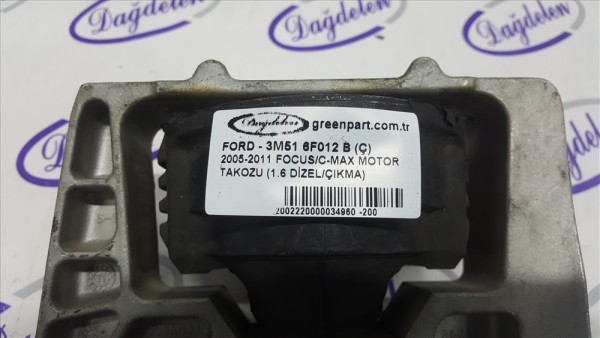 Dağdelen
Dağdelen
Dağdelen
Dağdelen greenpart.com.tr
FORD - 3M51 6F012 B (Ç)
2005-2011 FOCUS/C-MAX MOTOR
TAKOZU (1.6 DİZEL/ÇIKMA)
2002220000034960 -200
Dağdelen